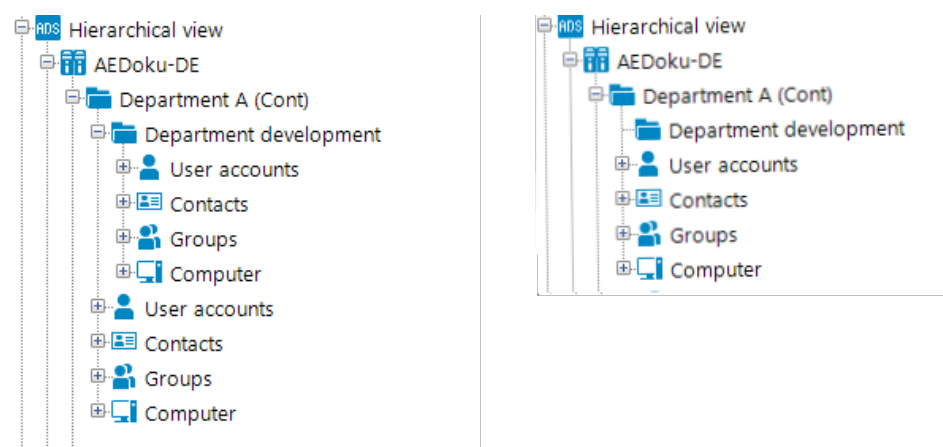 ADS Hierarchical view
AEDoku-DE
Department A (Cont)
Department development
User accounts
Contacts
Groups
Computer
User accounts
Contacts
Groups
Computer
ADS Hierarchical view
AEDoku-DE
Department A (Cont)
Department development
User accounts
Contacts
Groups
Computer